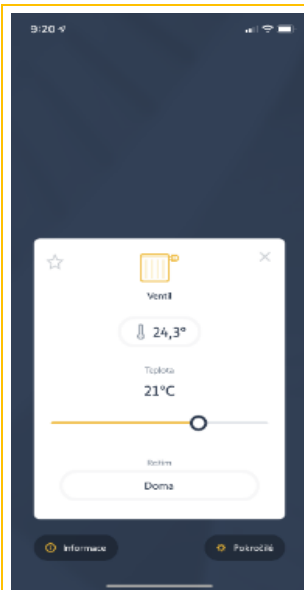 9:20
Ventil
24,3°
Teplota
21°C
Režim
Doma
Informace
Pokročilé